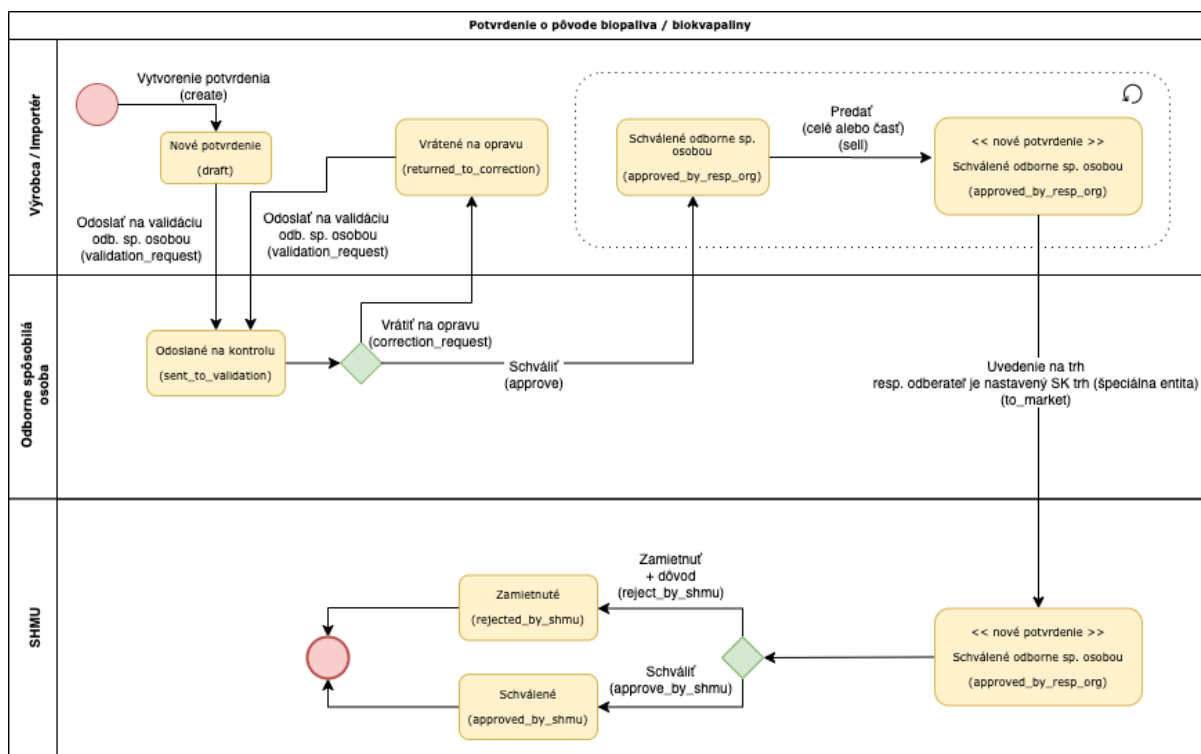 Potvrdenie o pôvode biopaliva / biokvapaliny
Výrobca / Importér
Vytvorenie potvrdenia
(create)
Nové potvrdenie
(draft)
Vrátené na opravu
(returned_to_correction)
Odoslať na validáciu
odb. sp. osobou
(validation_request)
Odoslať na validáciu
odb. sp. osobou
(validation_request)
Schválené odborne sp.
osobou
(approved_by_resp_org)
Predať
(celé alebo časť)
(sell)
<< nové potvrdenie >>
Schválené odborne sp. osobou
(approved_by_resp_org)
Odborne spôsobilá
osoba
Odoslané na kontrolu
(sent_to_validation)
Vrátiť na opravu
(correction_request)
Schváliť
(approve)
Uvedenie na trh
resp. odberateľ je nastavený SK trh (špeciálna entita)
(to_market)
SHMU
Zamietnuť
+ dôvod
(reject_by_shmu)
Zamietnuté
(rejected_by_shmu)
Schváliť
(approve_by_shmu)
Schválené
(approved_by_shmu)
<< nové potvrdenie >>
Schválené odborne sp. osobou
(approved_by_resp_org)